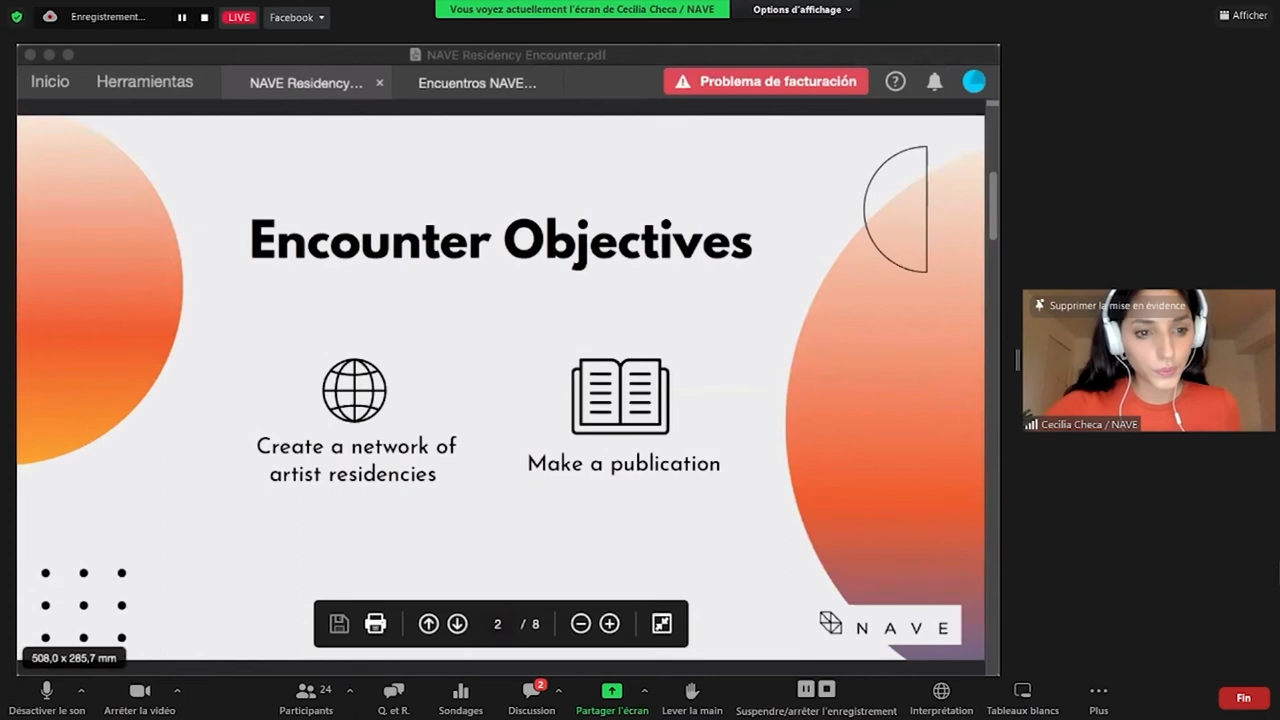 Enregistrement...
LIVE
Facebook
Vous voyez actuellement l'écran de Cecilia Checa / NAVE
Options d'affichage
Afficher
NAVE Residency Encounter.pdf
Inicio
Herramientas
NAVE Residency...
×
Encuentros NAVE...
Problema de facturación
?
Encounter Objectives
Create a network of
artist residencies
Make a publication
2 / 8
NAVE
508,0 x 285,7 mm
Supprimer la mise en évidence
Cecilia Checa / NAVE
Désactiver le son
Arrêter la vidéo
24
Participants
Q. et R.
Sondages
2
Discussion
Partager l'écran
Lever la main
Suspendre/arrêter l'enregistrement
Interprétation
Tableaux blancs
Plus
Fin